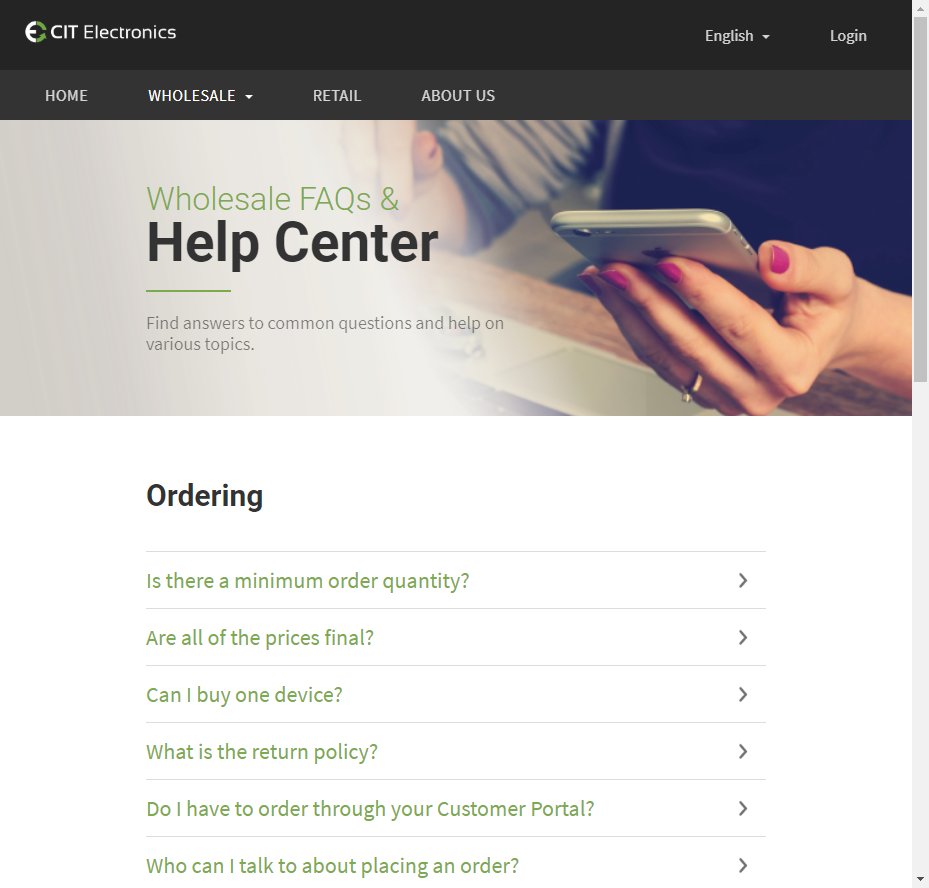 CIT Electronics
English
Login
HOME
WHOLESALE
RETAIL
ABOUT US
Wholesale FAQs &
Help Center
Find answers to common questions and help on
various topics.
Ordering
Is there a minimum order quantity?
Are all of the prices final?
Can I buy one device?
What is the return policy?
Do I have to order through your Customer Portal?
Who can I talk to about placing an order?